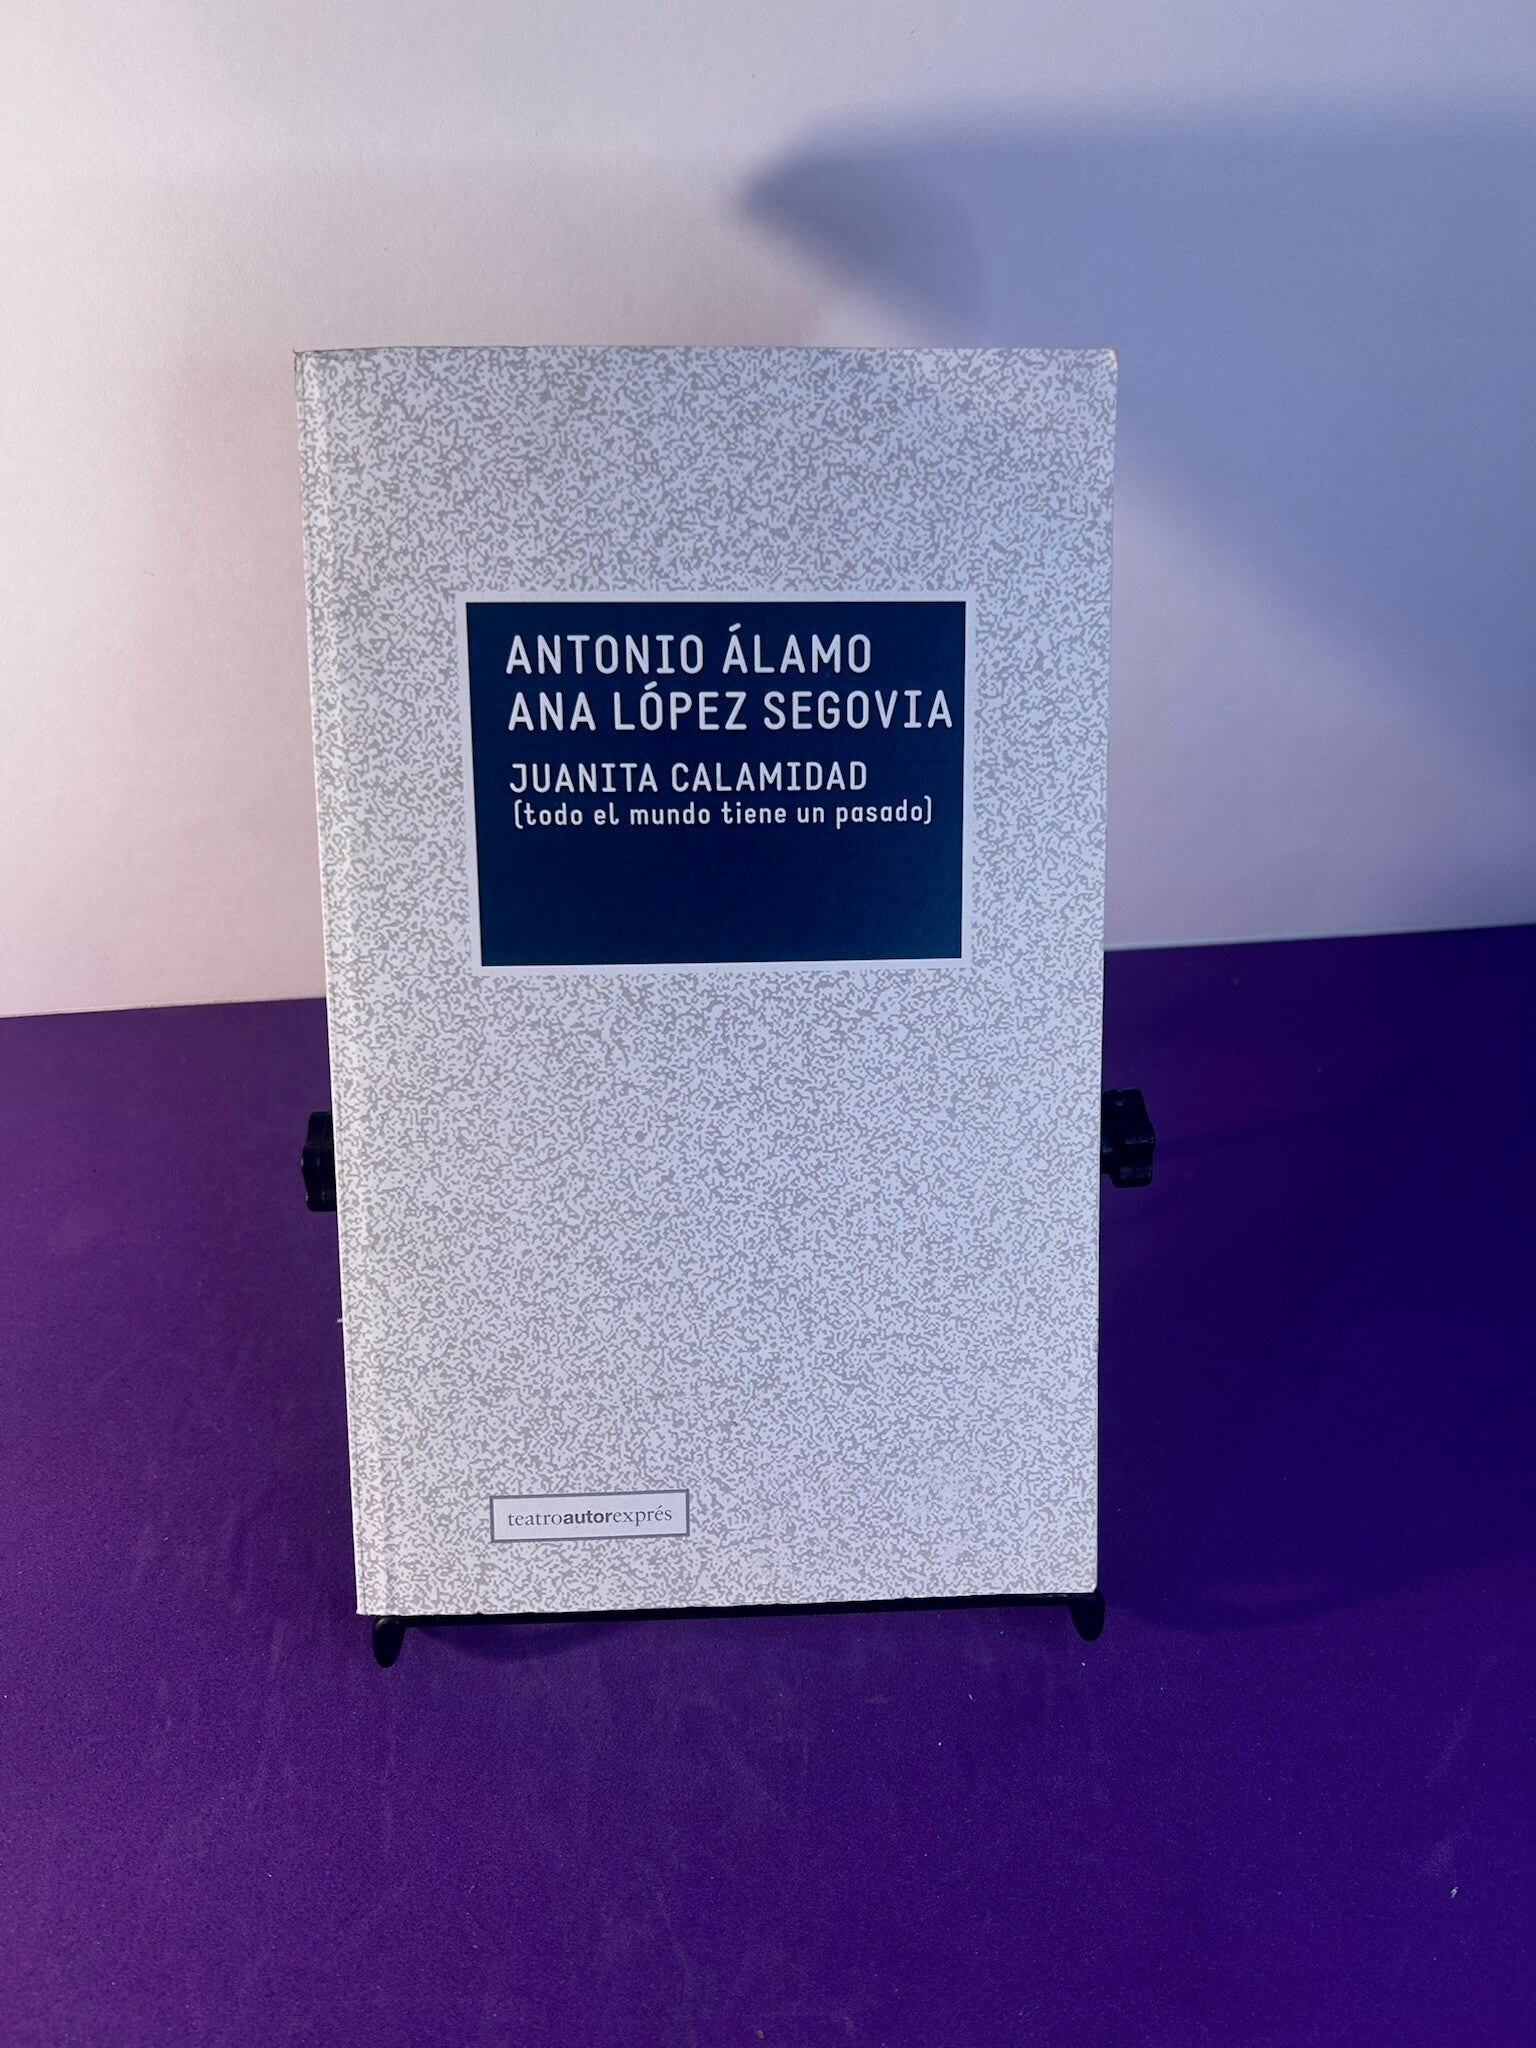 ANTONIO ÁLAMO
ANA LÓPEZ SEGOVIA
JUANITA CALAMIDAD
(todo el mundo tiene un pasado)
teatroautorexprés